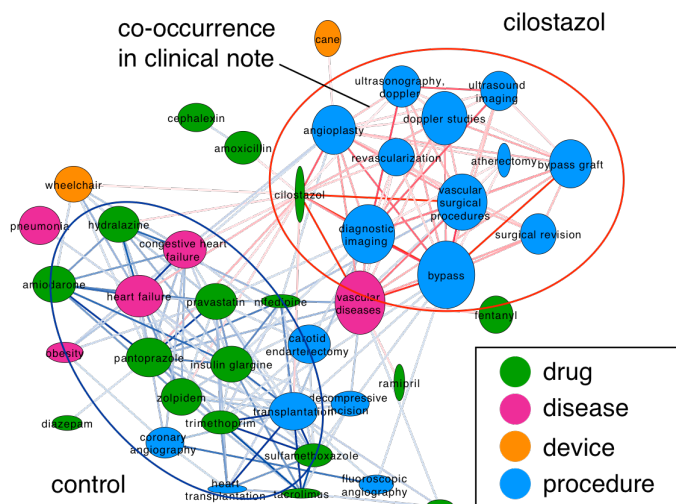 cilostazol
co-occurrence
in clinical note
cane
ultrasonography,
doppler
ultrasound
imaging
cephalexin
doppler studies
angioplasty
amoxicillin
revascularization
atherectomy
bypass graft
wheelchair
cilostazol
vascular
surgical
procedures
pneumonia
hydralazine
diagnostic
imaging
surgical revision
congestive heart
failure
bypass
amiodarone
heart failure
pravastatin
nifedipine
vascular
diseases
fentanyl
carotid
endarterectomy
obesity
pantoprazole
insulin glargine
ramipril
drug
zolpidem
decompressive
incision
disease
transplantation
diazepam
trimethoprim
coronary
angiography
device
sulfamethoxazole
control
heart
transplantation
tacrolimus
fluoroscopic
angiography
procedure